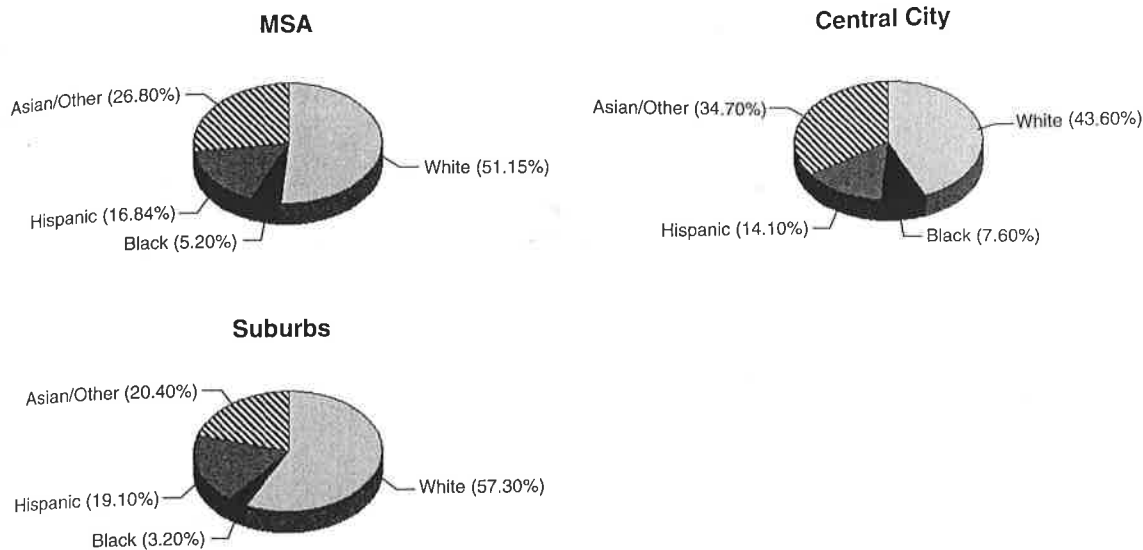 MSA
Asian/Other (26.80%)
White (51.15%)
Hispanic (16.84%)
Black (5.20%)
Central City
Asian/Other (34.70%)
White (43.60%)
Hispanic (14.10%)
Black (7.60%)
Suburbs
Asian/Other (20.40%)
White (57.30%)
Hispanic (19.10%)
Black (3.20%)